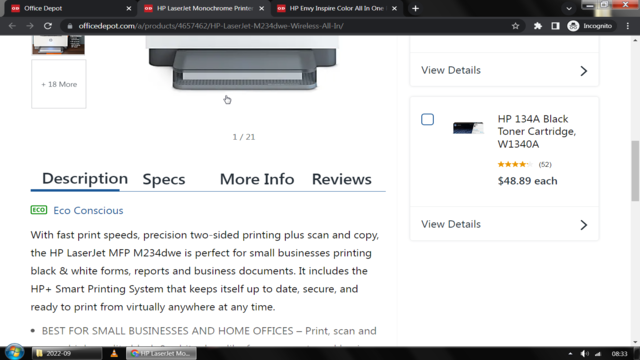 Office Depot
HP LaserJet Monochrome Printer
HP Envy Inspire Color All In One
officedepot.com/a/products/4657462/HP-LaserJet-M234dwe-Wireless-All-In/
Incognito
+ 18 More
1 / 21
View Details
HP 134A Black
Toner Cartridge,
W1340A
(52)
$48.89 each
View Details
Description Specs More Info Reviews
ECO Eco Conscious
With fast print speeds, precision two-sided printing plus scan and copy,
the HP LaserJet MFP M234dwe is perfect for small businesses printing
black & white forms, reports and business documents. It includes the
HP+ Smart Printing System that keeps itself up to date, secure, and
ready to print from virtually anywhere at any time.
• BEST FOR SMALL BUSINESSES AND HOME OFFICES – Print, scan and
2022-09
HP LaserJet Mo...
08:33